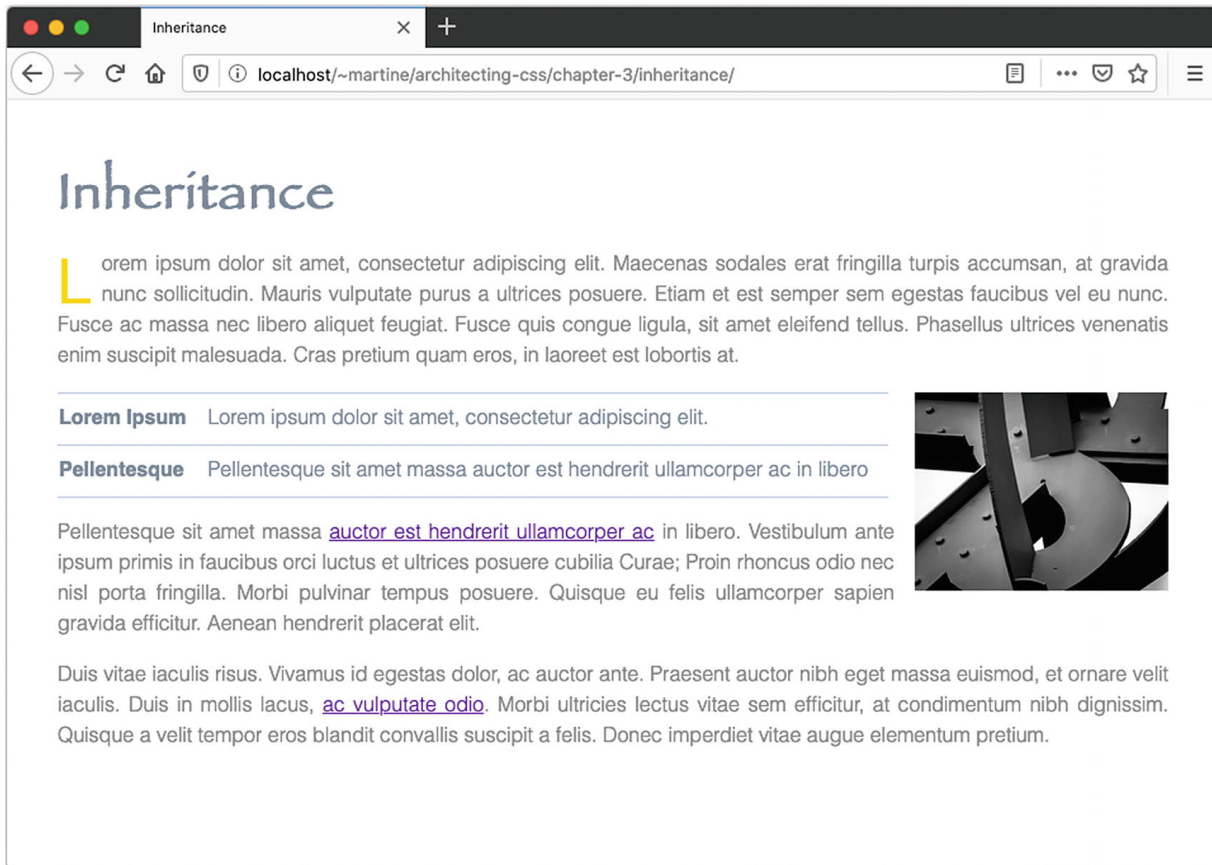 Inheritance
localhost/~martine/architecting-css/chapter-3/inheritance/
Inheritance
Lorem ipsum dolor sit amet, consectetur adipiscing elit. Maecenas sodales erat fringilla turpis accumsan, at gravida
nunc sollicitudin. Mauris vulputate purus a ultrices posuere. Etiam et est semper sem egestas faucibus vel eu nunc.
Fusce ac massa nec libero aliquet feugiat. Fusce quis congue ligula, sit amet eleifend tellus. Phasellus ultrices venenatis
enim suscipit malesuada. Cras pretium quam eros, in laoreet est lobortis at.
Lorem Ipsum Lorem ipsum dolor sit amet, consectetur adipiscing elit.
Pellentesque Pellentesque sit amet massa auctor est hendrerit ullamcorper ac in libero
Pellentesque sit amet massa auctor est hendrerit ullamcorper ac in libero. Vestibulum ante
ipsum primis in faucibus orci luctus et ultrices posuere cubilia Curae; Proin rhoncus odio nec
nisl porta fringilla. Morbi pulvinar tempus posuere. Quisque eu felis ullamcorper sapien
gravida efficitur. Aenean hendrerit placerat elit.
Duis vitae iaculis risus. Vivamus id egestas dolor, ac auctor ante. Praesent auctor nibh eget massa euismod, et ornare velit
iaculis. Duis in mollis lacus, ac vulputate odio. Morbi ultricies lectus vitae sem efficitur, at condimentum nibh dignissim.
Quisque a velit tempor eros blandit convallis suscipit a felis. Donec imperdiet vitae augue elementum pretium.